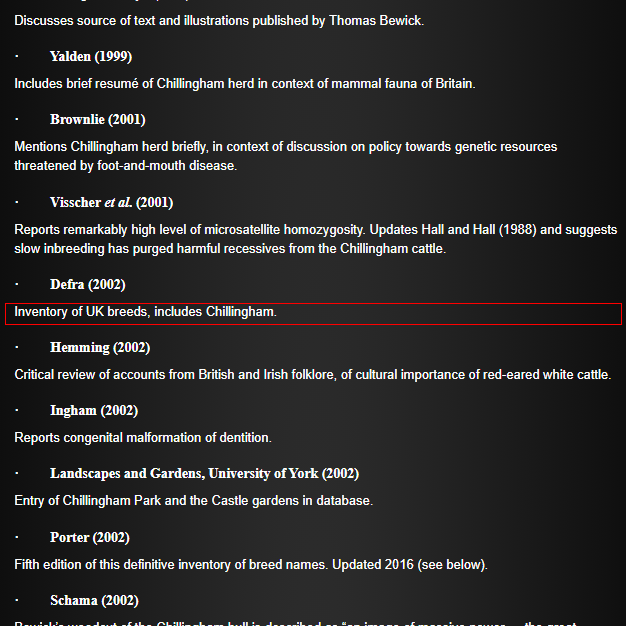 Discusses source of text and illustrations published by Thomas Bewick.
· Yalden (1999)
Includes brief resumé of Chillingham herd in context of mammal fauna of Britain.
· Brownlie (2001)
Mentions Chillingham herd briefly, in context of discussion on policy towards genetic resources
threatened by foot-and-mouth disease.
· Visscher et al. (2001)
Reports remarkably high level of microsatellite homozygosity. Updates Hall and Hall (1988) and suggests
slow inbreeding has purged harmful recessives from the Chillingham cattle.
· Defra (2002)
Inventory of UK breeds, includes Chillingham.
· Hemming (2002)
Critical review of accounts from British and Irish folklore, of cultural importance of red-eared white cattle.
· Ingham (2002)
Reports congenital malformation of dentition.
· Landscapes and Gardens, University of York (2002)
Entry of Chillingham Park and the Castle gardens in database.
· Porter (2002)
Fifth edition of this definitive inventory of breed names. Updated 2016 (see below).
· Schama (2002)